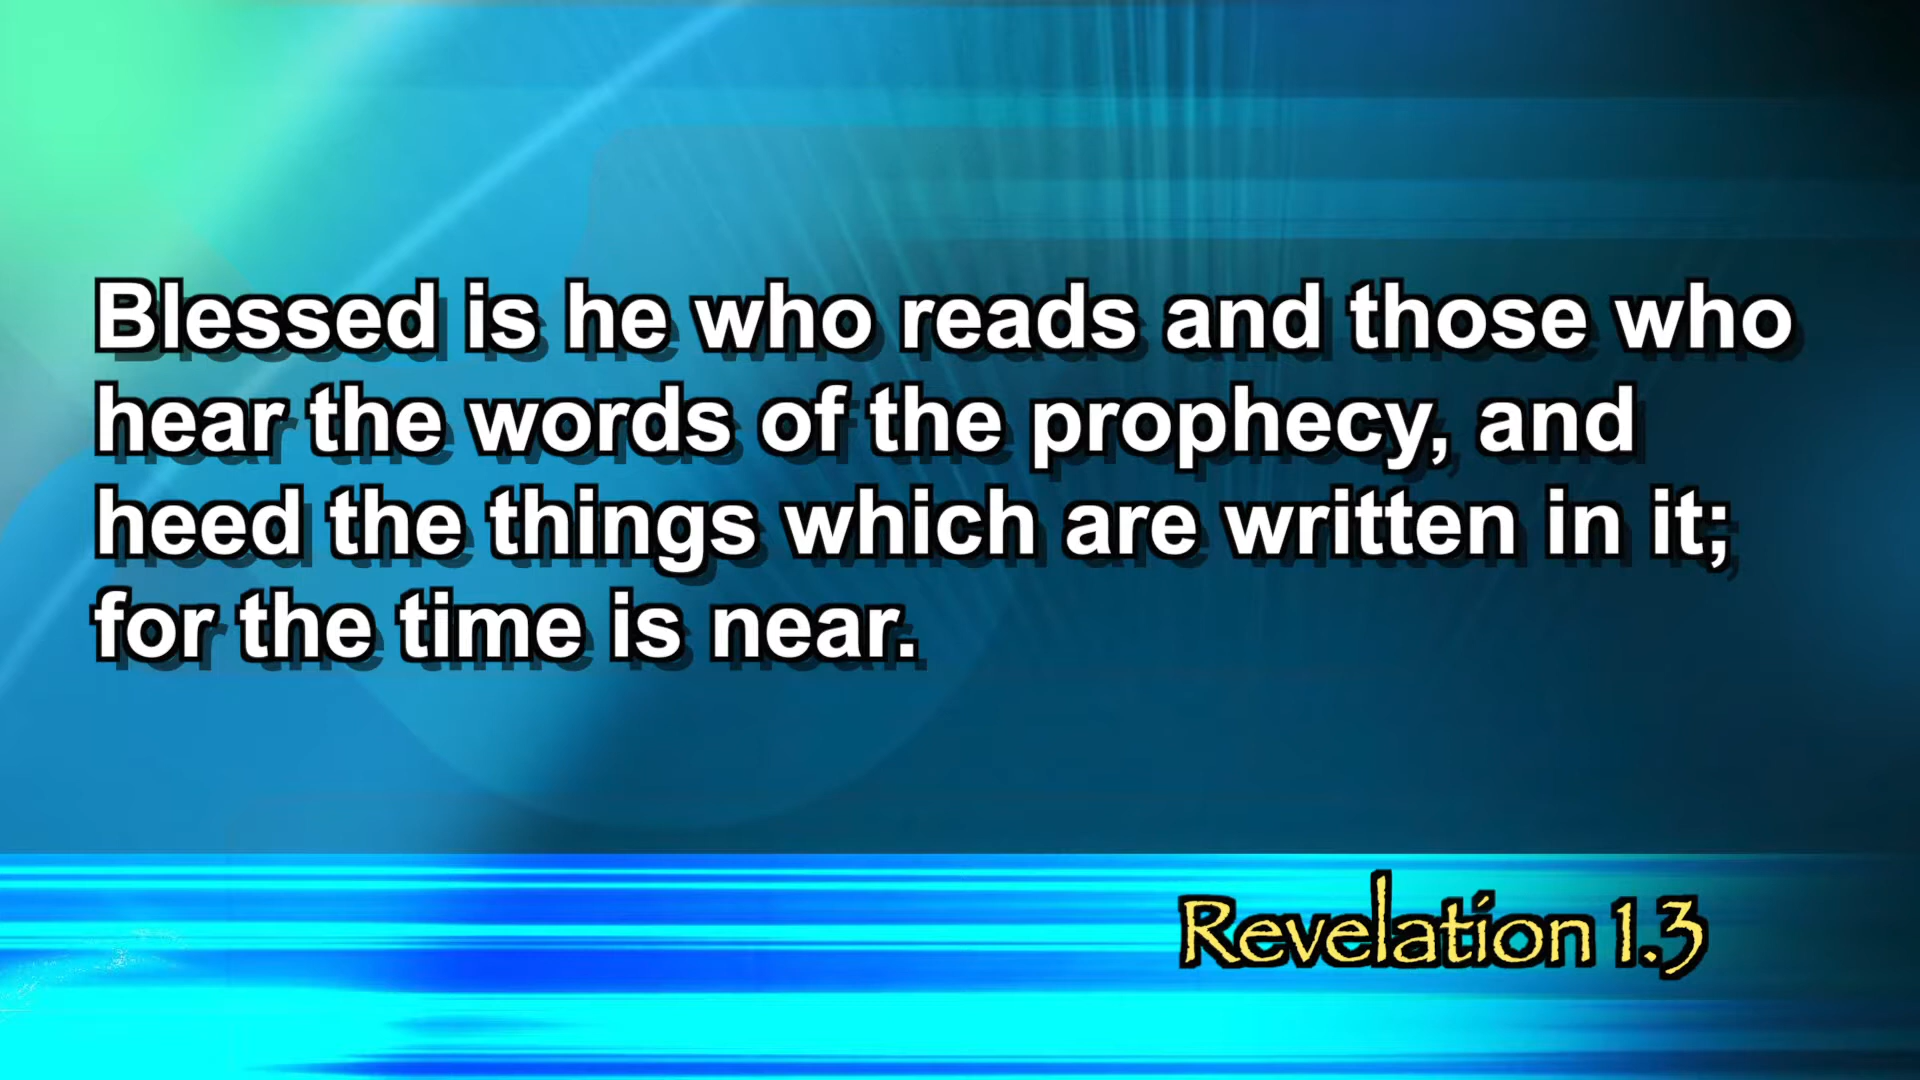 Blessed is he who reads and those who
hear the words of the prophecy, and
heed the things which are written in it;
for the time is near.
Revelation 1.3